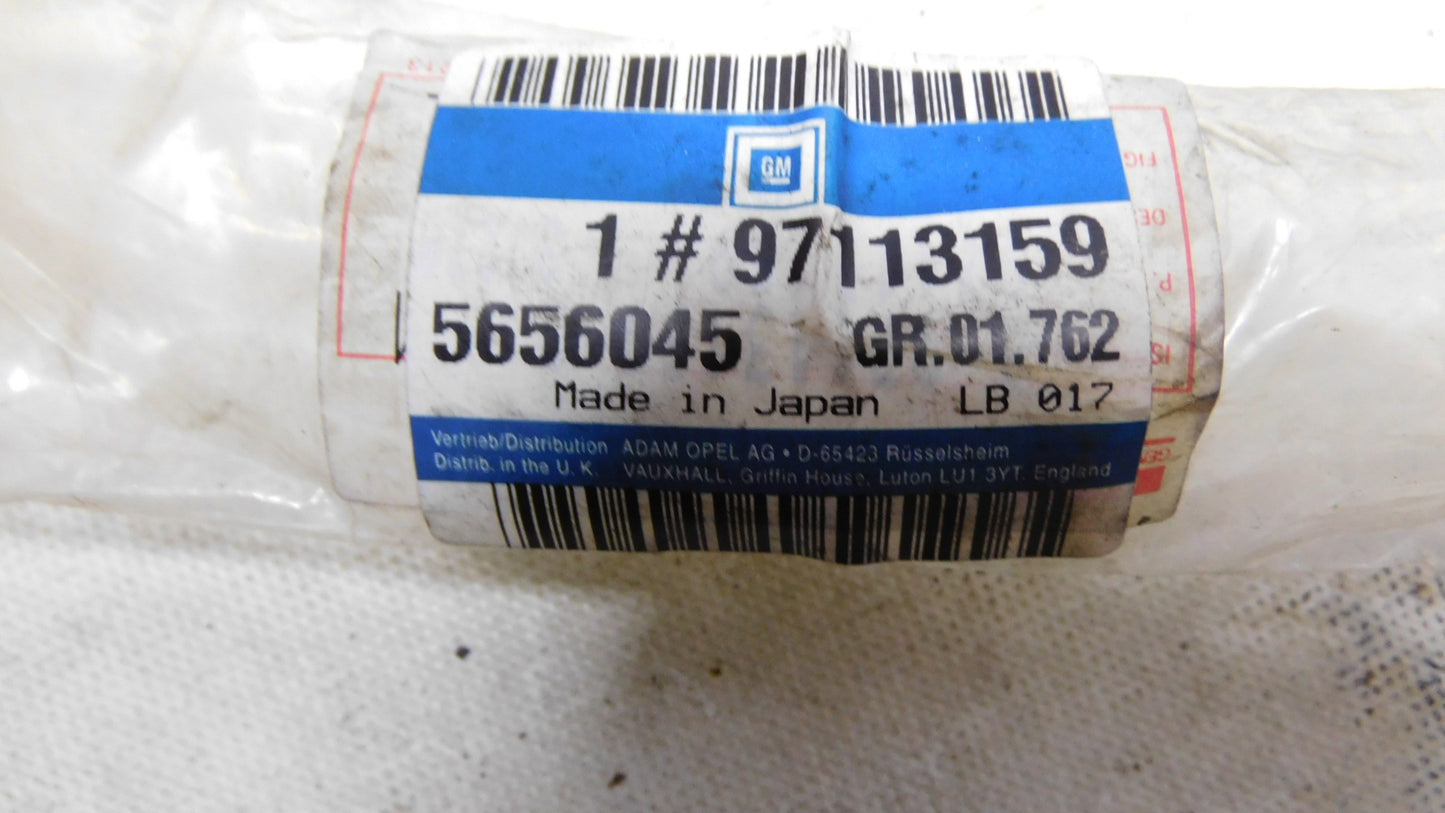 GM
1 # 97113159
5656045 GR.01.762
Made in Japan LB 017
Vertrieb/Distribution ADAM OPEL AG • D-65423 Rüsselsheim
Distrib. in the U. K. VAUXHALL, Griffin House, Luton LU1 3YT. England
FIG
P.